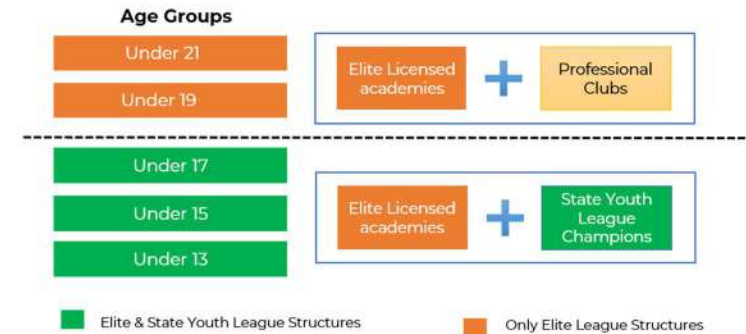 Age Groups
Under 21
Under 19
Elite Licensed
academies
Professional
Clubs
Under 17
Under 15
Under 13
Elite Licensed
academies
State Youth
League
Champions
Elite & State Youth League Structures
Only Elite League Structures